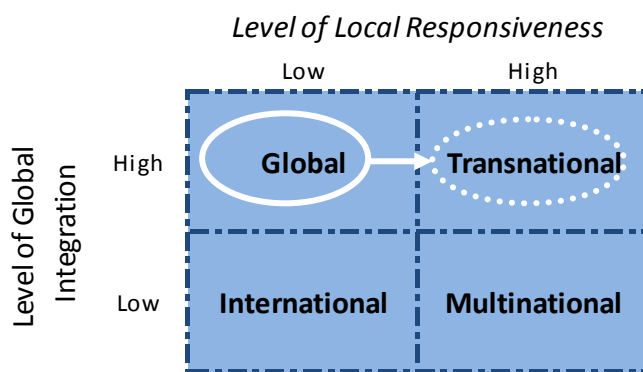 Level of Local Responsiveness
Low
High
Level of Global
Integration
High
Global
Transnational
Low
International
Multinational